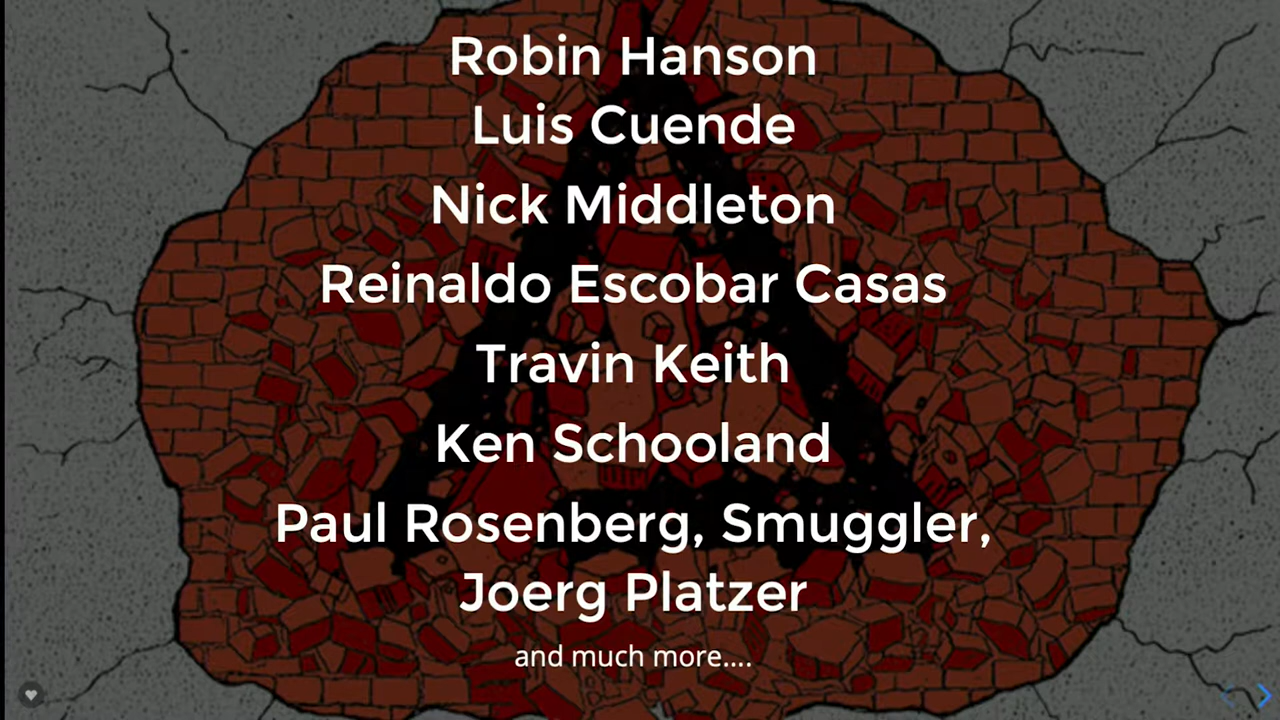 Robin Hanson
Luis Cuende
Nick Middleton
Reinaldo Escobar Casas
Travin Keith
Ken Schooland
Paul Rosenberg, Smuggler,
Joerg Platzer
and much more....